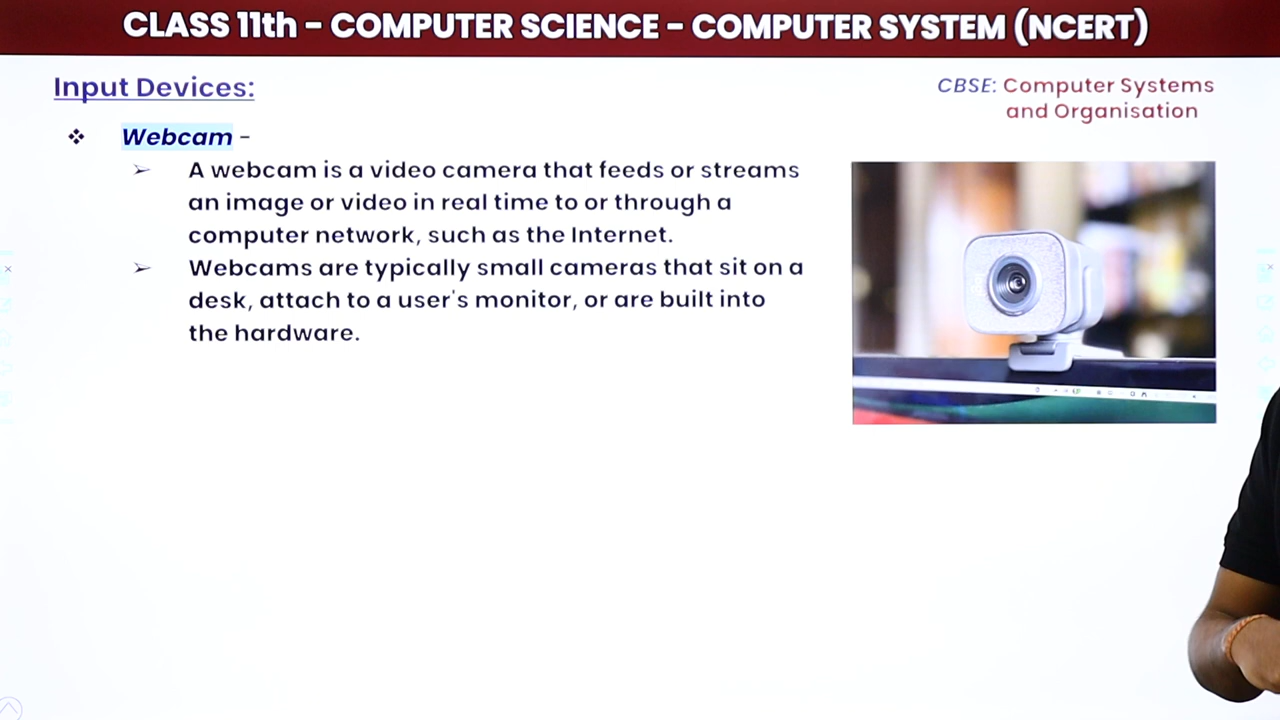 CLASS 11th - COMPUTER SCIENCE - COMPUTER SYSTEM (NCERT)
Input Devices:
CBSE: Computer Systems
and Organisation
❖ Webcam -
➢ A webcam is a video camera that feeds or streams
an image or video in real time to or through a
computer network, such as the Internet.
➢ Webcams are typically small cameras that sit on a
desk, attach to a user's monitor, or are built into
the hardware.